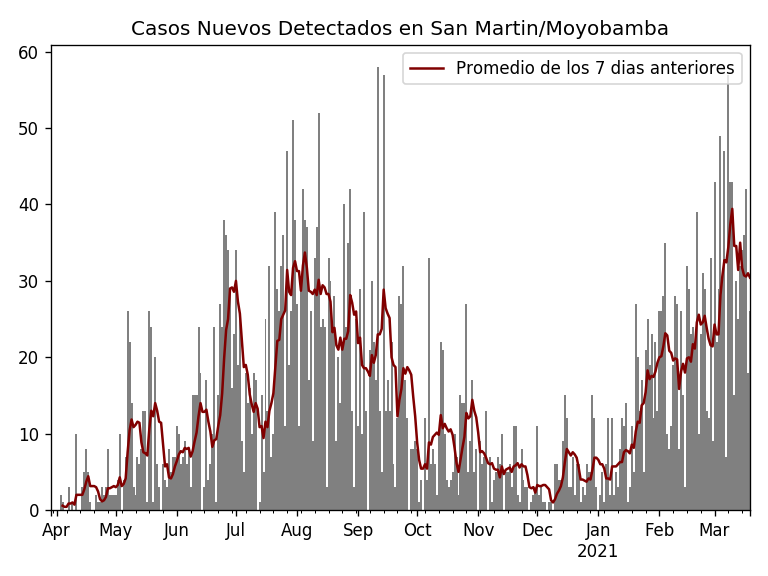 Casos Nuevos Detectados en San Martin/Moyobamba
Promedio de los 7 dias anteriores
60
50
40
30
20
10
0
Apr May Jun Jul Aug Sep Oct Nov Dec Jan Feb Mar
2021